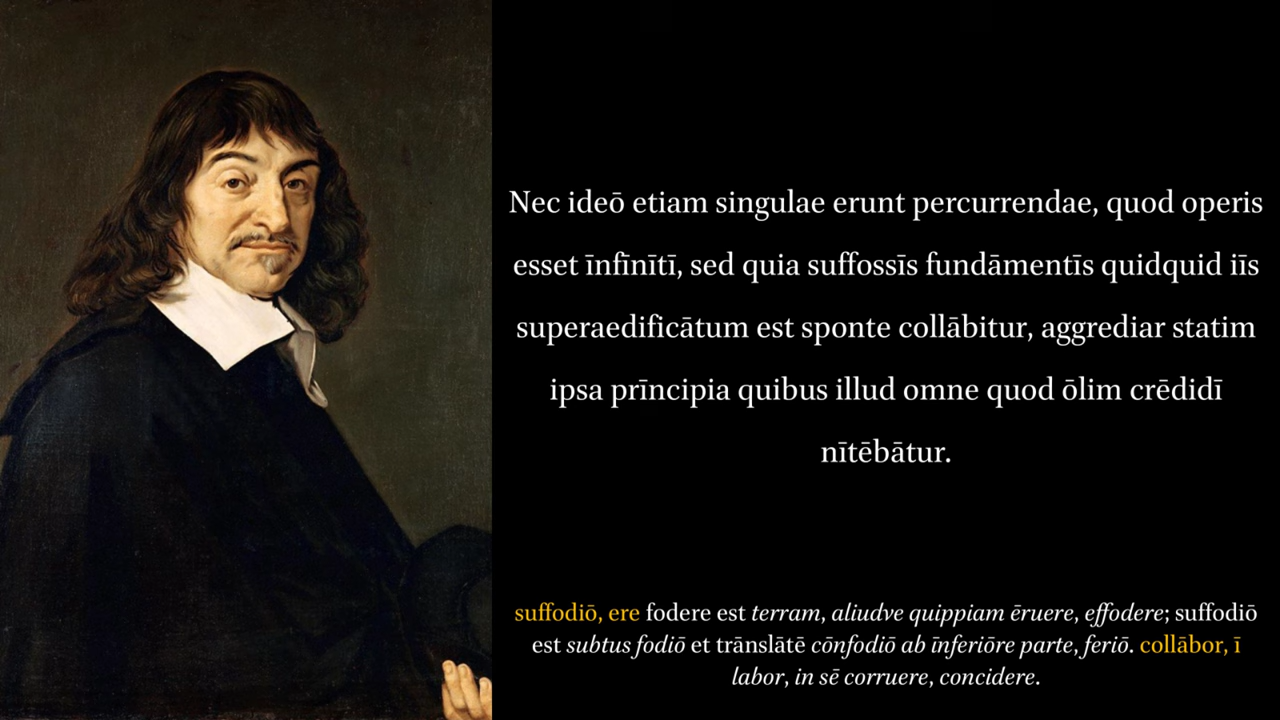 Nec ideō etiam singulae erunt percurrendae, quod operis
esset īnfīnītī, sed quia suffossīs fundāmentīs quidquid iīs
superaedificātum est sponte collābitur, aggrediar statim
ipsa prīncipia quibus illud omne quod ōlim crēdidī
nītēbātur.
suffodiō, ere fodere est terram, aliudve quippiam ēruere, effodere; suffodiō
est subtus fodiō et trānslātē cōnfodiō ab īnferiōre parte, feriō. collābor, ī
labor, in sē corruere, concidere.